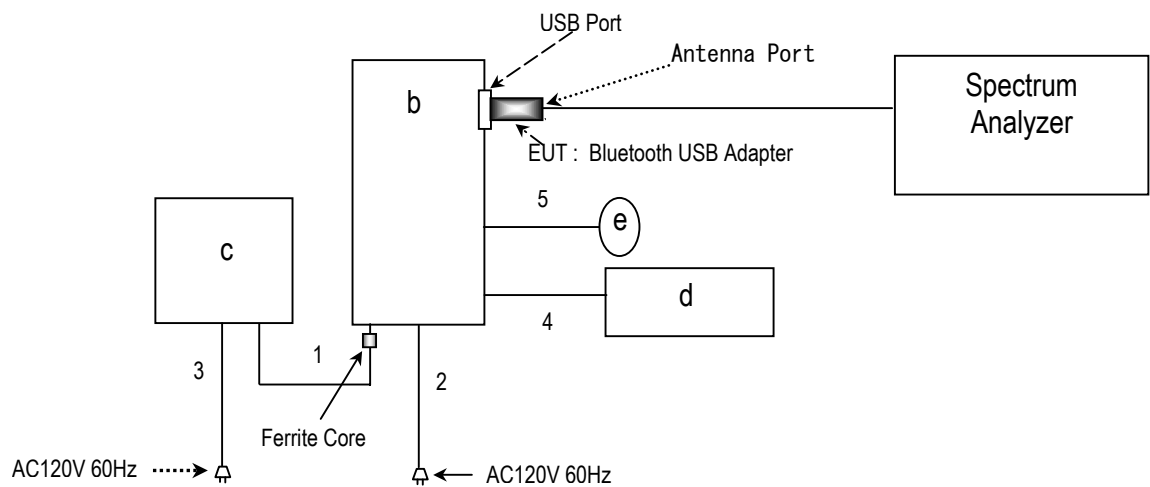 USB Port
Antenna Port
b
Spectrum
Analyzer
EUT : Bluetooth USB Adapter
5
e
c
d
4
1
3
2
Ferrite Core
AC120V 60Hz
AC120V 60Hz